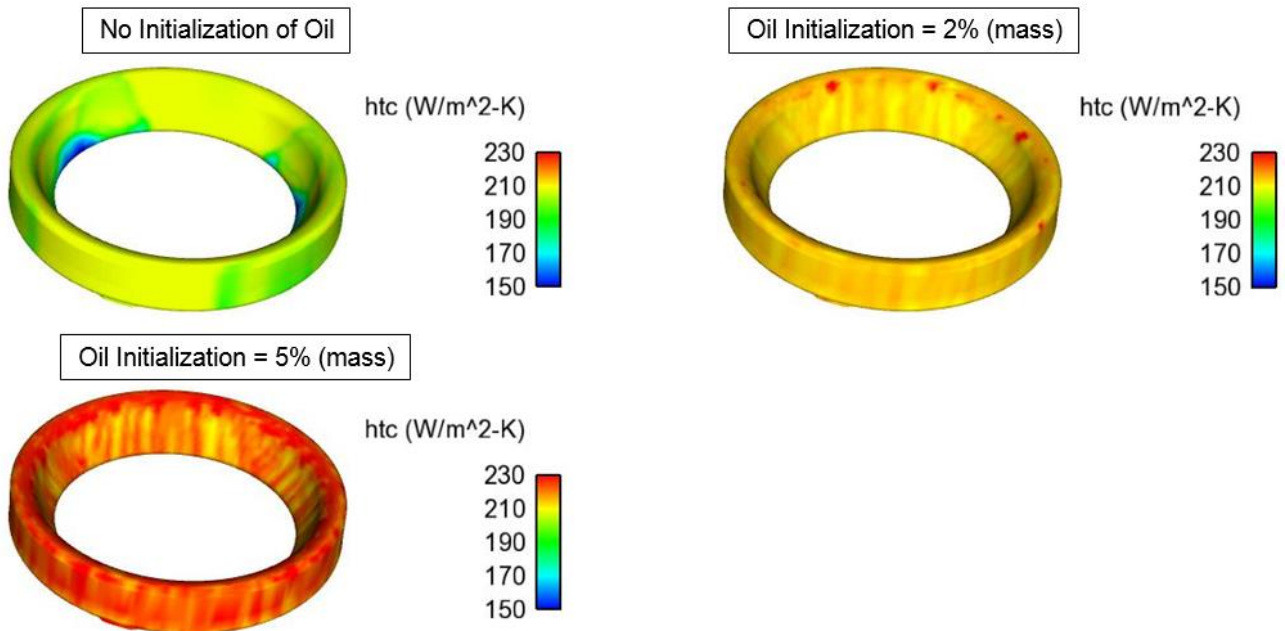 No Initialization of Oil
htc (W/m^2-K)
230
210
190
170
150
Oil Initialization = 2% (mass)
htc (W/m^2-K)
230
210
190
170
150
Oil Initialization = 5% (mass)
htc (W/m^2-K)
230
210
190
170
150